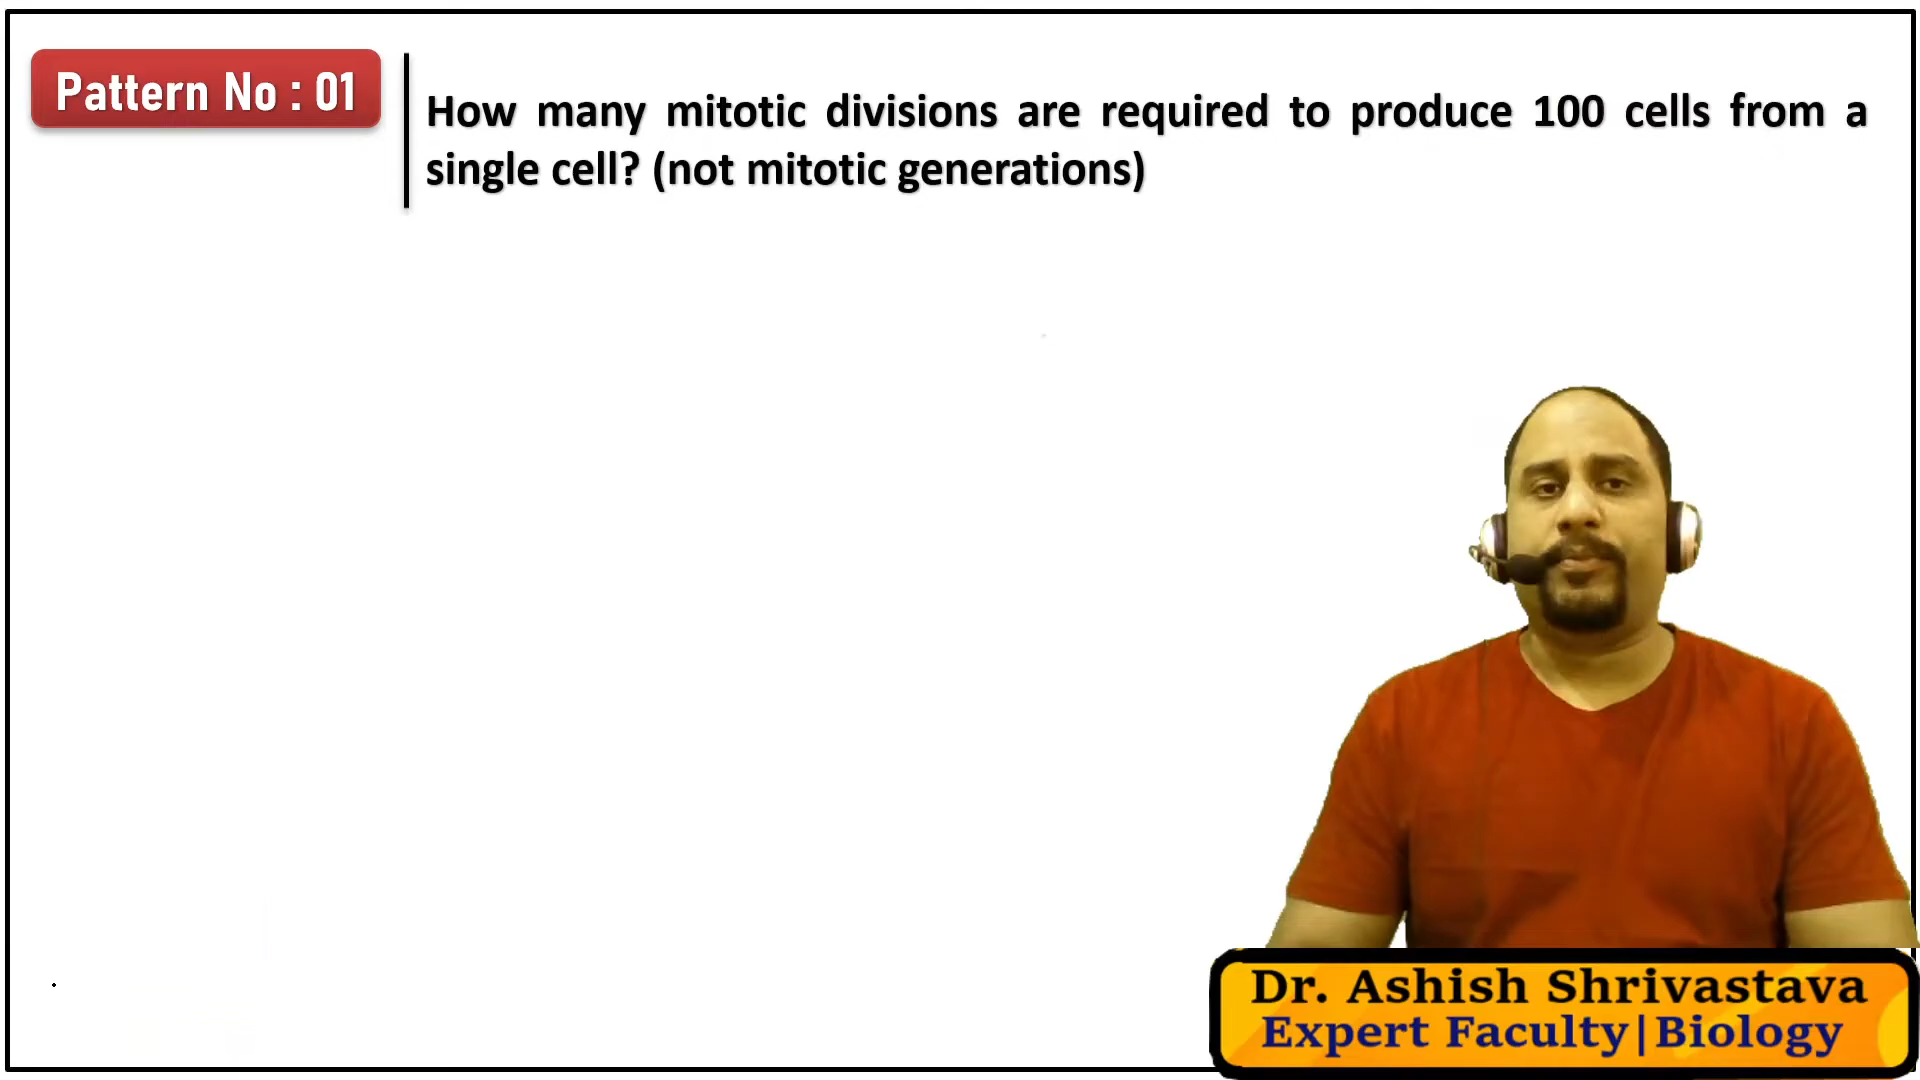 Pattern No : 01
How many mitotic divisions are required to produce 100 cells from a
single cell? (not mitotic generations)
Dr. Ashish Shrivastava
Expert Faculty|Biology